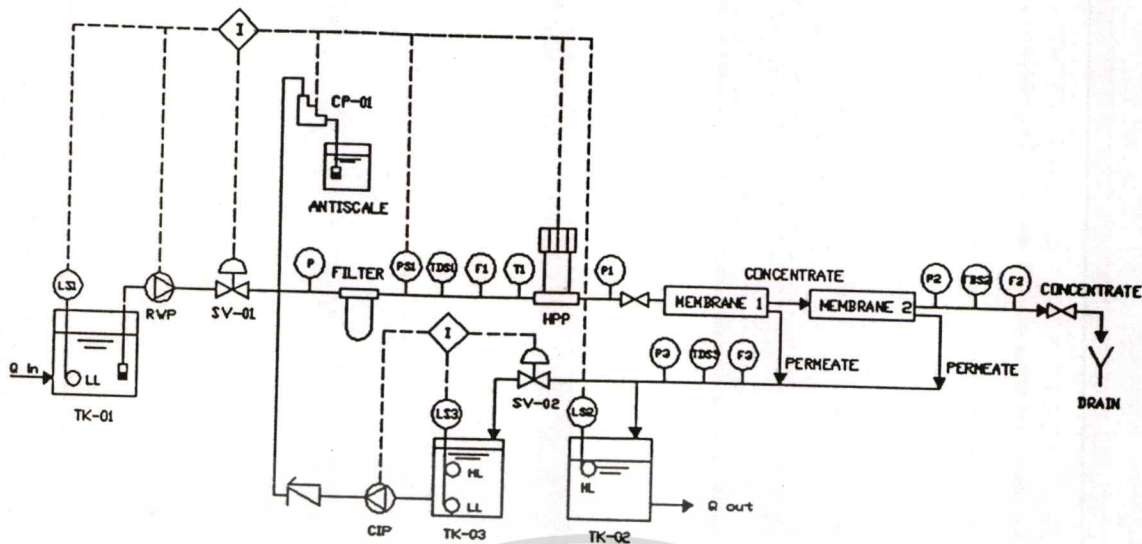 I
CP-01
ANTISCALE
LS1
RWP
SV-01
P
FILTER
PS1
TDS1
F1
T1
HPP
P1
CONCENTRATE
MEMBRANE 1
MEMBRANE 2
P2
F2
CONCENTRATE
Q in
LL
TK-01
I
P3
TDS3
F3
PERMEATE
PERMEATE
DRAIN
SV-02
LS3
LS2
HL
LL
HL
Q out
CIP
TK-03
TK-02